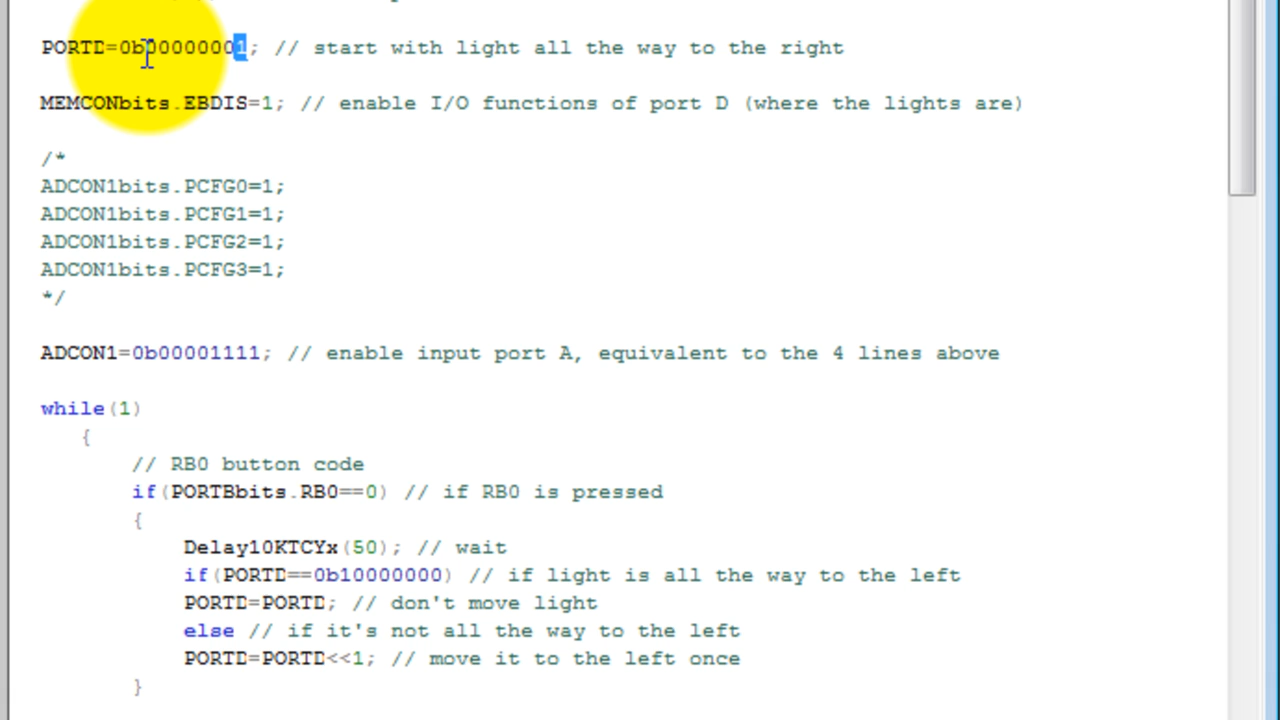 PORTD=0b00000001; // start with light all the way to the right
MEMCONbits.EBDIS=1; // enable I/O functions of port D (where the lights are)
/*
ADCON1bits.PCFG0=1;
ADCON1bits.PCFG1=1;
ADCON1bits.PCFG2=1;
ADCON1bits.PCFG3=1;
*/
ADCON1=0b00001111; // enable input port A, equivalent to the 4 lines above
while(1)
{
// RB0 button code
if(PORTBbits.RB0==0) // if RB0 is pressed
{
Delay10KTCYx(50); // wait
if(PORTD==0b10000000) // if light is all the way to the left
PORTD=PORTD; // don't move light
else // if it's not all the way to the left
PORTD=PORTD<<1; // move it to the left once
}